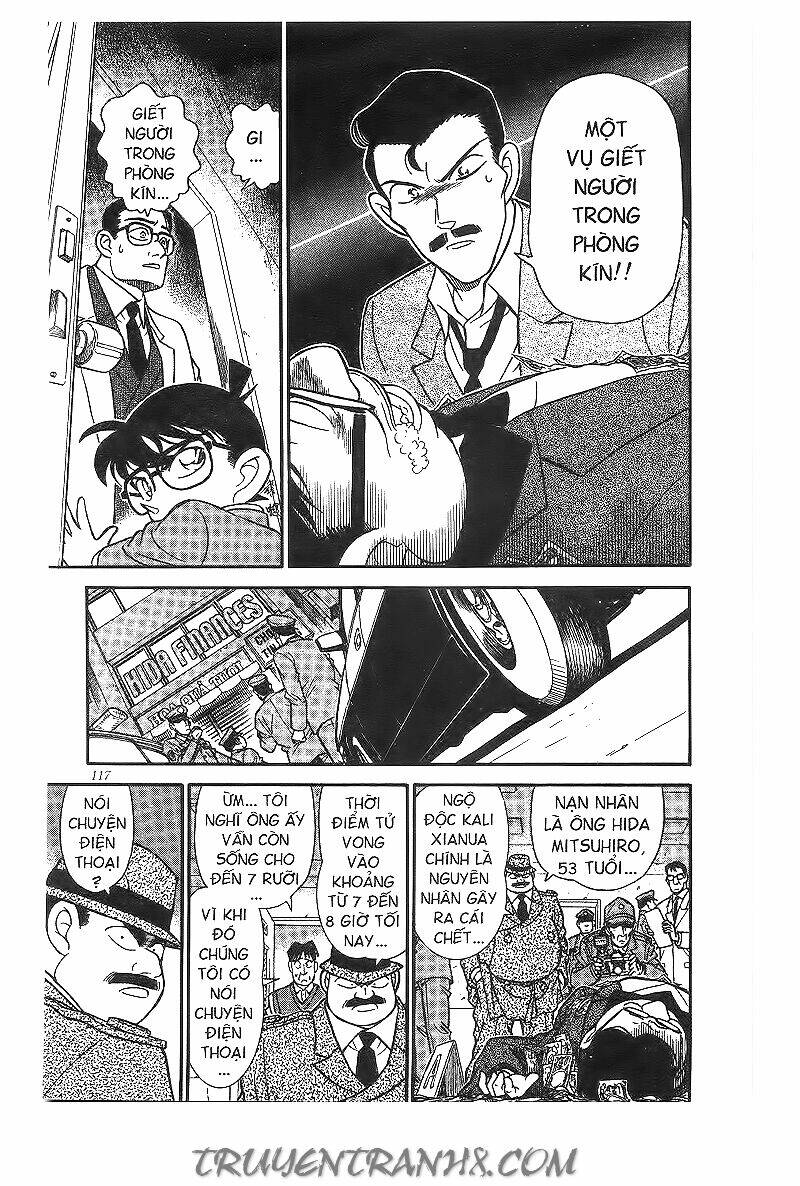 MỘT
VỤ GIẾT
NGƯỜI
TRONG
PHÒNG
KÍN!!
GI
...
GIẾT
NGƯỜI
TRONG
PHÒNG
KÍN...
HIDA FINANCES
117
NẠN NHÂN
LÀ ÔNG HIDA
MITSUHIRO,
53 TUỔI...
NGỘ
ĐỘC KALI
XIANUA
CHÍNH LÀ
NGUYÊN
NHÂN GÂY
RA CÁI
CHẾT...
THỜI
ĐIỂM TỬ
VONG
VÀO
KHOẢNG
TỪ 7 ĐẾN
8 GIỜ TỐI
NAY...
ỪM... TÔI
NGHĨ ÔNG ẤY
VẪN CÒN
SỐNG CHO
ĐẾN 7 RƯỠI
...
VÌ KHI
ĐÓ
CHÚNG
TÔI CÓ
NÓI
CHUYỆN
ĐIỆN
THOẠI
...
NÓI
CHUYỆN
ĐIỆN
THOẠI
?
TRUYENTRANH8.COM